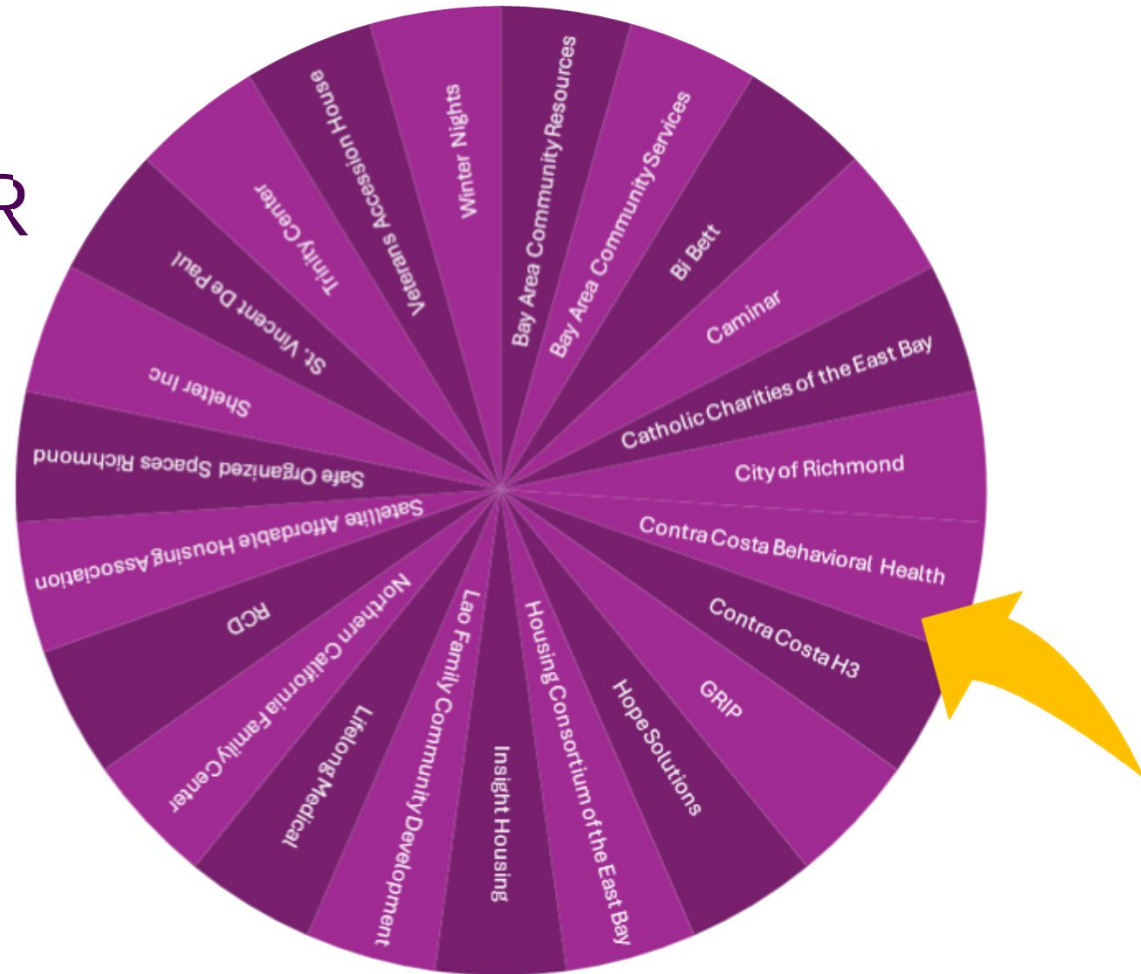 R
Bay Area Community Resources
Bay Area Community Services
Bi Bett
Caminar
Catholic Charities of the East Bay
City of Richmond
Contra Costa Behavioral Health
Contra Costa H3
GRIP
Hope Solutions
Housing Consortium of the East Bay
Insight Housing
Lao Family Community Development
Lifelong Medical
Northern California Family Center
RCD
Satellite Affordable Housing Association
Safe Organized Spaces Richmond
Shelter Inc
St. Vincent De Paul
Trinity Center
Veterans Accession House
Winter Nights